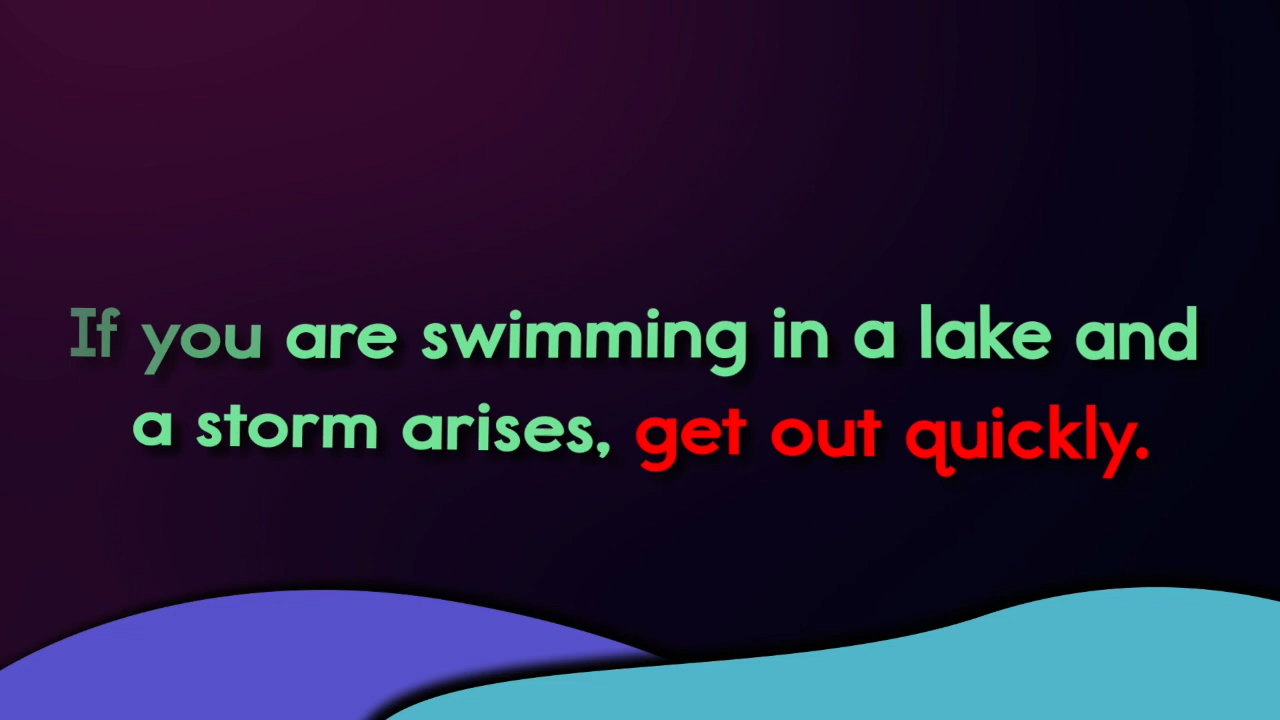 If you are swimming in a lake and
a storm arises, get out quickly.